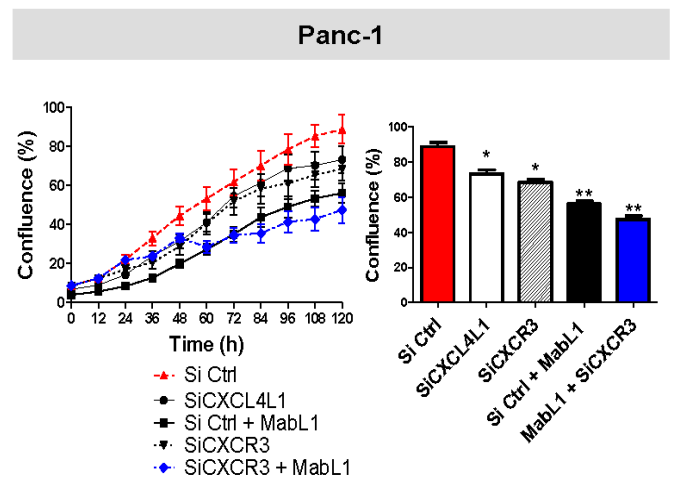 Panc-1
Confluence (%)
100
80
60
40
20
0
0 12 24 36 48 60 72 84 96 108 120
Time (h)
Si Ctrl
SiCXCL4L1
Si Ctrl + MabL1
SiCXCR3
SiCXCR3 + MabL1
Confluence (%)
100
80
60
40
20
0
* * ** **
Si Ctrl
SiCXCL4L1
SiCXCR3
Si Ctrl + MabL1
MabL1 + SiCXCR3